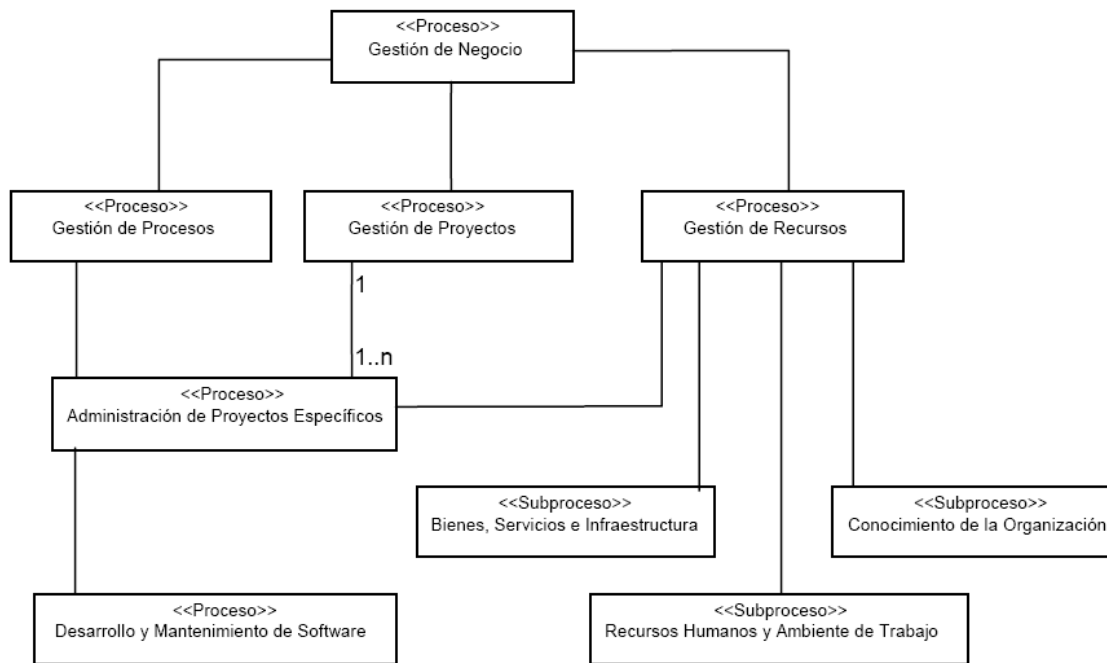 <<Proceso>>
Gestión de Negocio
<<Proceso>>
Gestión de Procesos
<<Proceso>>
Gestión de Proyectos
<<Proceso>>
Gestión de Recursos
1
1..n
<<Proceso>>
Administración de Proyectos Específicos
<<Subproceso>>
Bienes, Servicios e Infraestructura
<<Subproceso>>
Conocimiento de la Organización
<<Proceso>>
Desarrollo y Mantenimiento de Software
<<Subproceso>>
Recursos Humanos y Ambiente de Trabajo